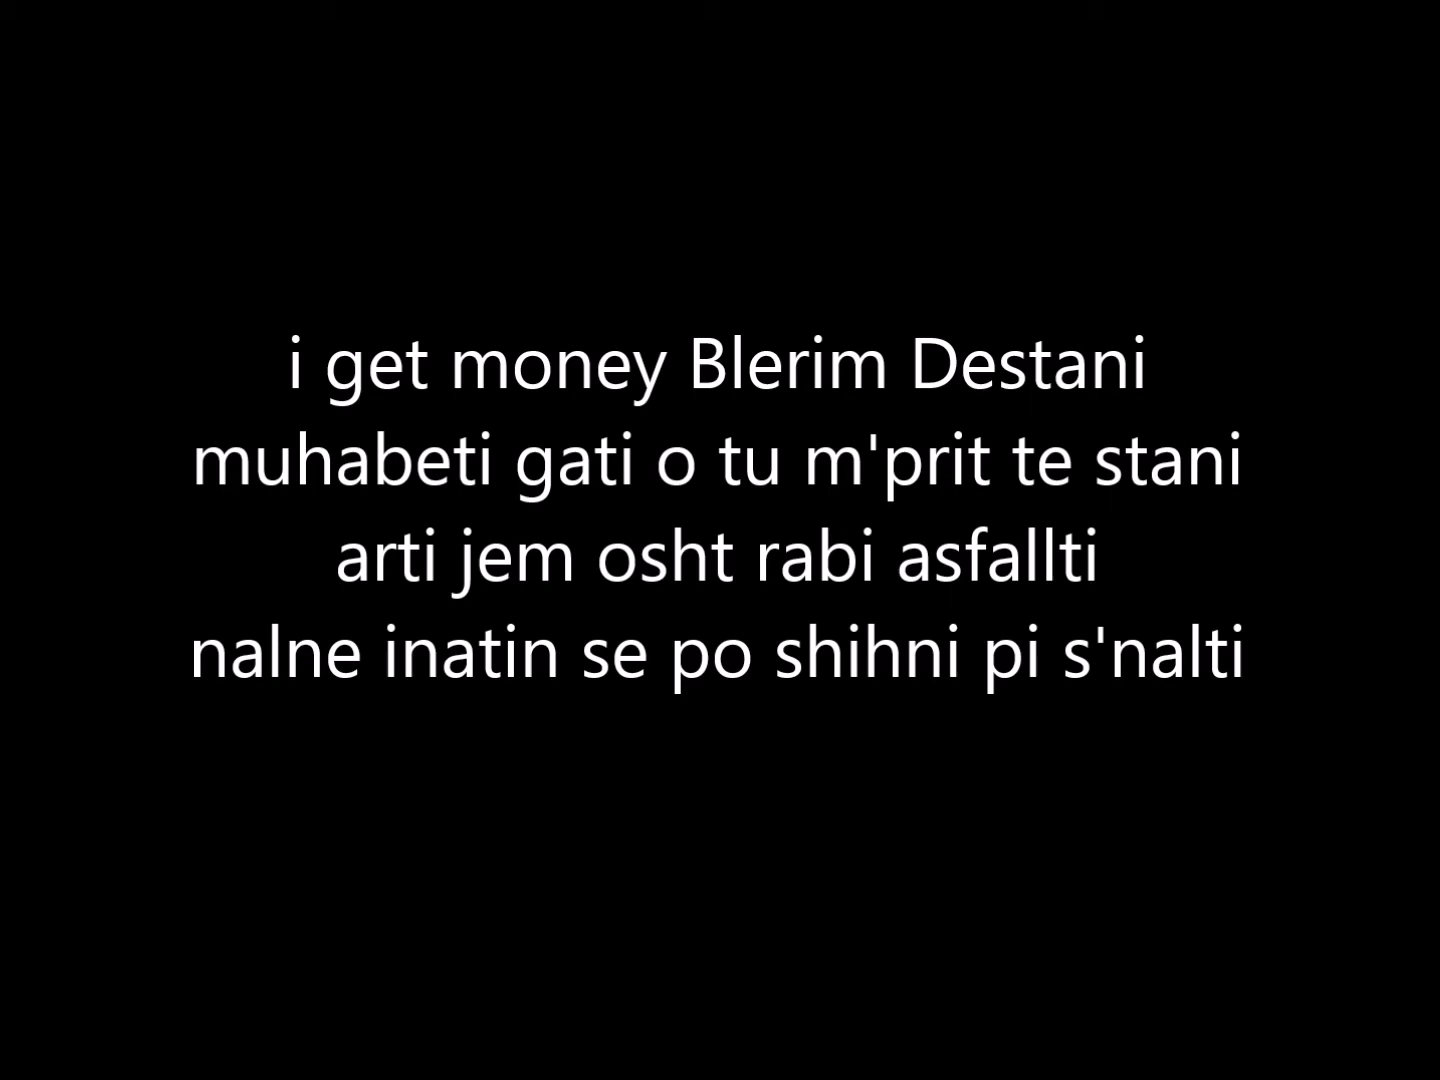 i get money Blerim Destani
muhabeti gati o tu m'prit te stani
arti jem osht rabi asfallti
nalne inatin se po shihni pi s'nalti